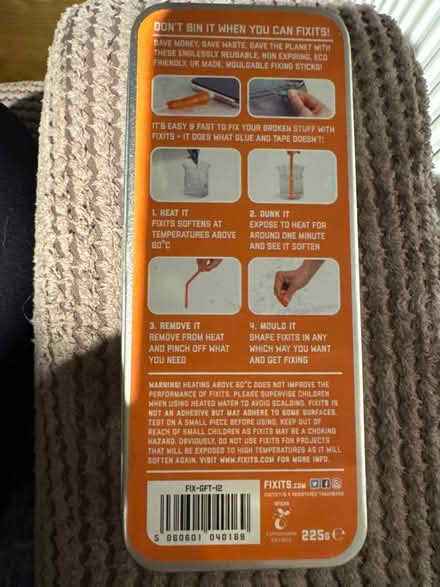 DON'T BIN IT WHEN YOU CAN FIXITS!
SAVE MONEY, SAVE WASTE, SAVE THE PLANET WITH
THESE ENDLESSLY REUSABLE, NON EXPIRING, ECO
FRIENDLY, UK MADE, MOULDABLE FIXING STICKS!
IT'S EASY & FAST TO FIX YOUR BROKEN STUFF WITH
FIXITS - IT DOES WHAT GLUE AND TAPE DOESN'T!
1. HEAT IT
FIXITS SOFTENS AT
TEMPERATURES ABOVE
60°C
2. DUNK IT
EXPOSE TO HEAT FOR
AROUND ONE MINUTE
AND SEE IT SOFTEN
3. REMOVE IT
REMOVE FROM HEAT
AND PINCH OFF WHAT
YOU NEED
4. MOULD IT
SHAPE FIXITS IN ANY
WHICH WAY YOU WANT
AND GET FIXING
WARNING! HEATING ABOVE 60°C DOES NOT IMPROVE THE
PERFORMANCE OF FIXITS. PLEASE SUPERVISE CHILDREN
WHEN USING HEATED WATER TO AVOID SCALDING. FIXITS IS
NOT AN ADHESIVE BUT MAY ADHERE TO SOME SURFACES.
TEST ON A SMALL PIECE BEFORE USING. KEEP OUT OF
REACH OF SMALL CHILDREN AS FIXITS MAY BE A CHOKING
HAZARD. OBVIOUSLY, DO NOT USE FIXITS FOR PROJECTS
THAT WILL BE EXPOSED TO HIGH TEMPERATURES AS IT WILL
SOFTEN AGAIN. VISIT WWW.FIXITS.COM FOR MORE INFO.
FIX-GFT-12
5 060601 040169
FIXITS.COM
FIXITS IS A REGISTERED TRADEMARK
225G CE